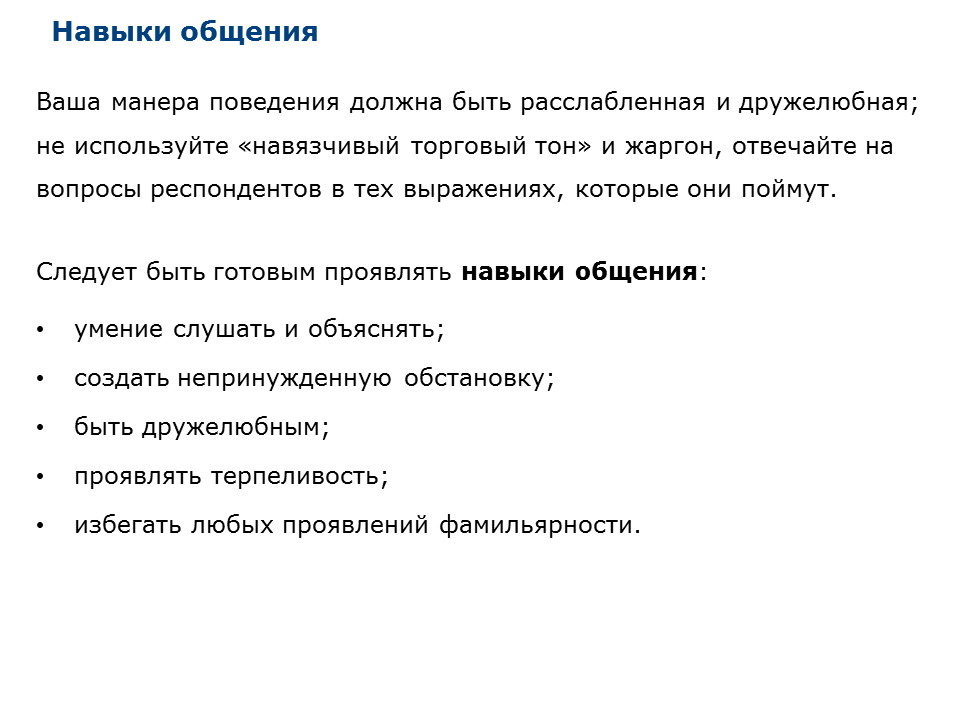 Навыки общения
Ваша манера поведения должна быть расслабленная и дружелюбная;
не используйте «навязчивый торговый тон» и жаргон, отвечайте на
вопросы респондентов в тех выражениях, которые они поймут.
Следует быть готовым проявлять навыки общения:
• умение слушать и объяснять;
• создать непринужденную обстановку;
• быть дружелюбным;
• проявлять терпеливость;
• избегать любых проявлений фамильярности.